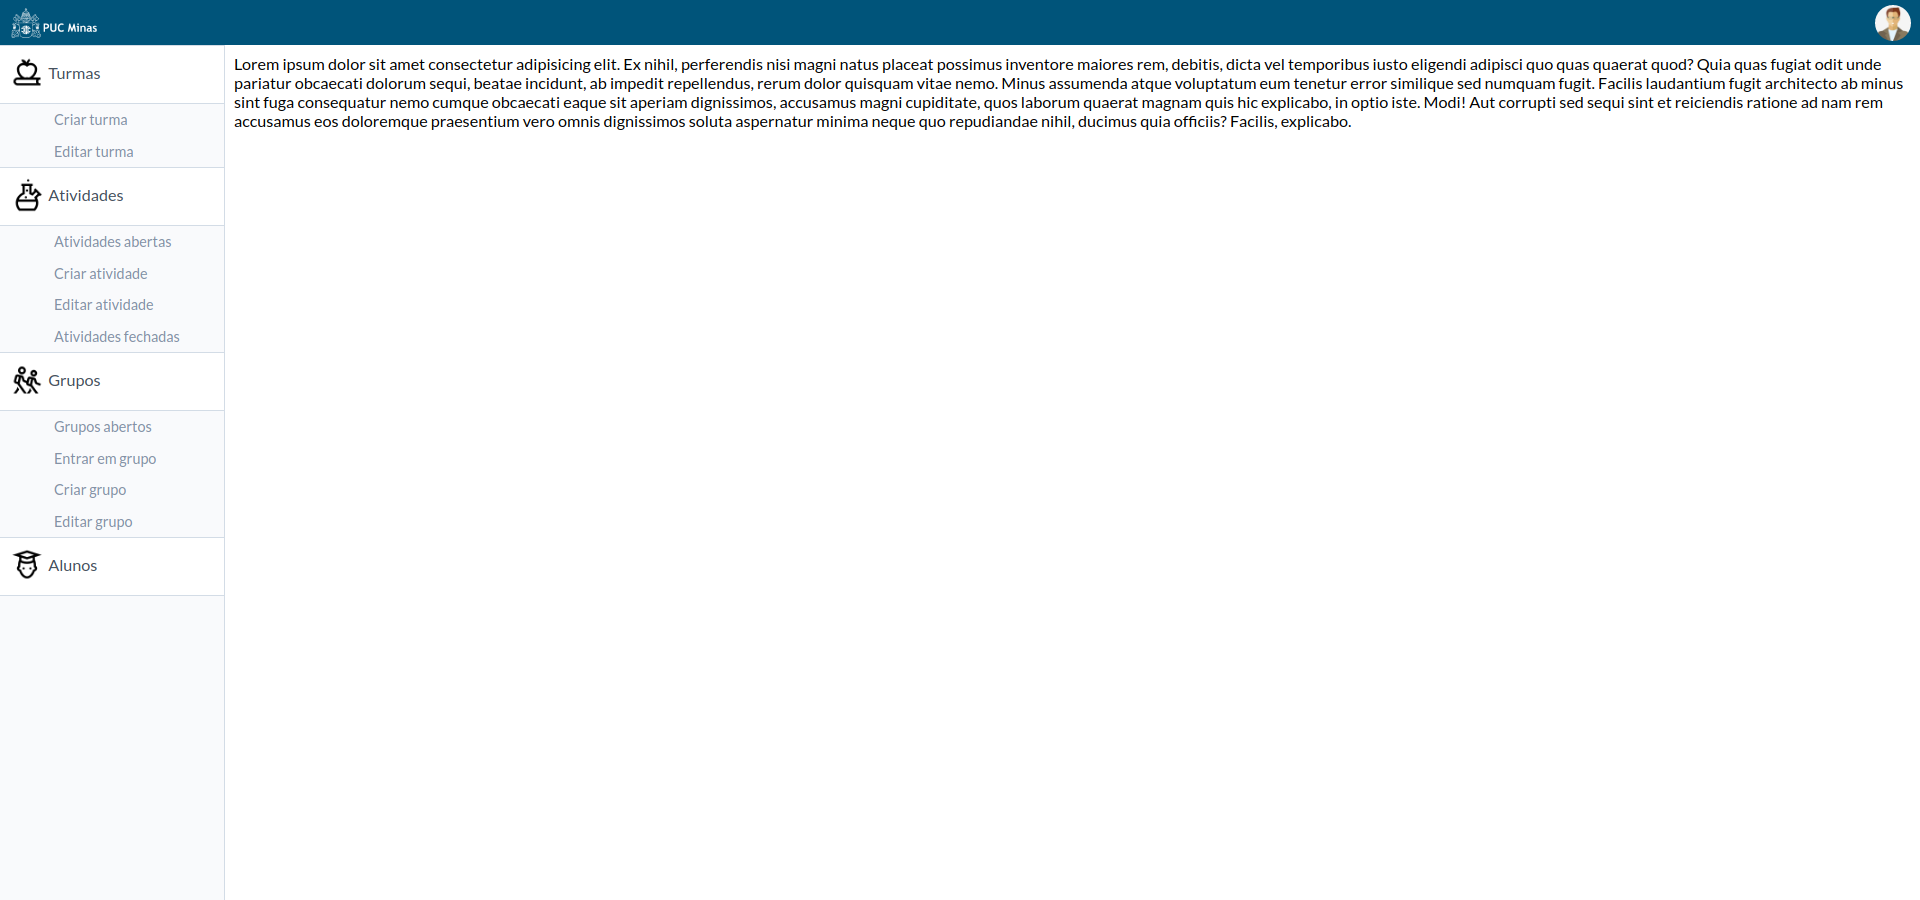 PUC Minas
Turmas
Criar turma
Editar turma
Atividades
Atividades abertas
Criar atividade
Editar atividade
Atividades fechadas
Grupos
Grupos abertos
Entrar em grupo
Criar grupo
Editar grupo
Alunos
Lorem ipsum dolor sit amet consectetur adipisicing elit. Ex nihil, perferendis nisi magni natus placeat possimus inventore maiores rem, debitis, dicta vel temporibus iusto eligendi adipisci quo quas quaerat quod? Quia quas fugiat odit unde
pariatur obcaecati dolorum sequi, beatae incidunt, ab impedit repellendus, rerum dolor quisquam vitae nemo. Minus assumenda atque voluptatum eum tenetur error similique sed numquam fugit. Facilis laudantium fugit architecto ab minus
sint fuga consequatur nemo cumque obcaecati eaque sit aperiam dignissimos, accusamus magni cupiditate, quos laborum quaerat magnam quis hic explicabo, in optio iste. Modi! Aut corrupti sed sequi sint et reiciendis ratione ad nam rem
accusamus eos doloremque praesentium vero omnis dignissimos soluta aspernatur minima neque quo repudiandae nihil, ducimus quia officiis? Facilis, explicabo.